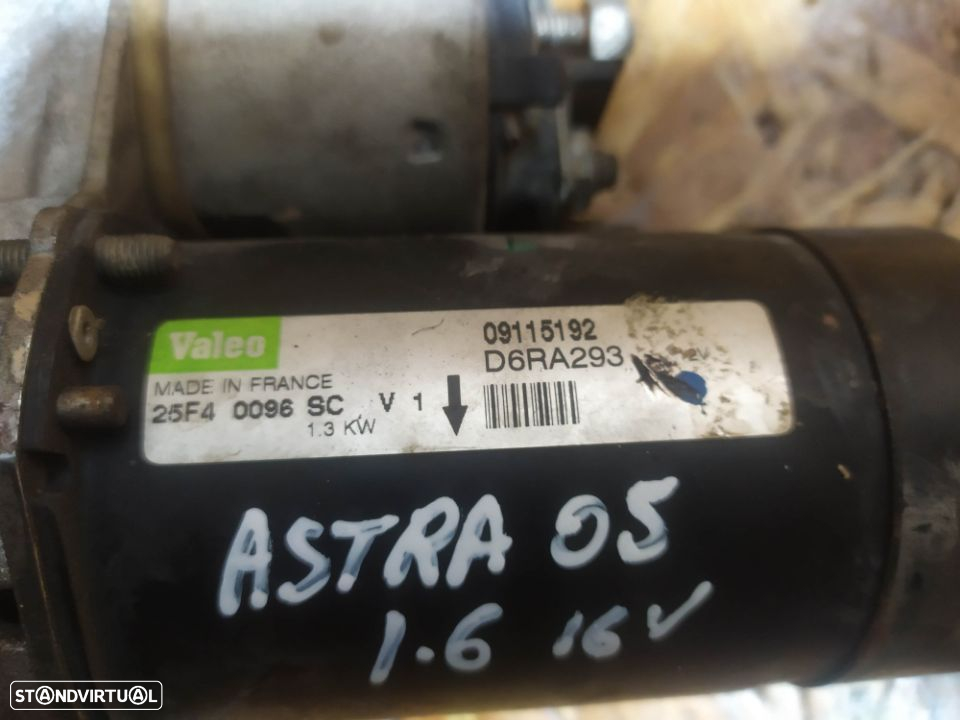 Valeo
09115192
D6RA293
MADE IN FRANCE
25F4 0096 SC V 1
1.3 KW
ASTRA 05
1.6 16V
STANDVIRTUAL